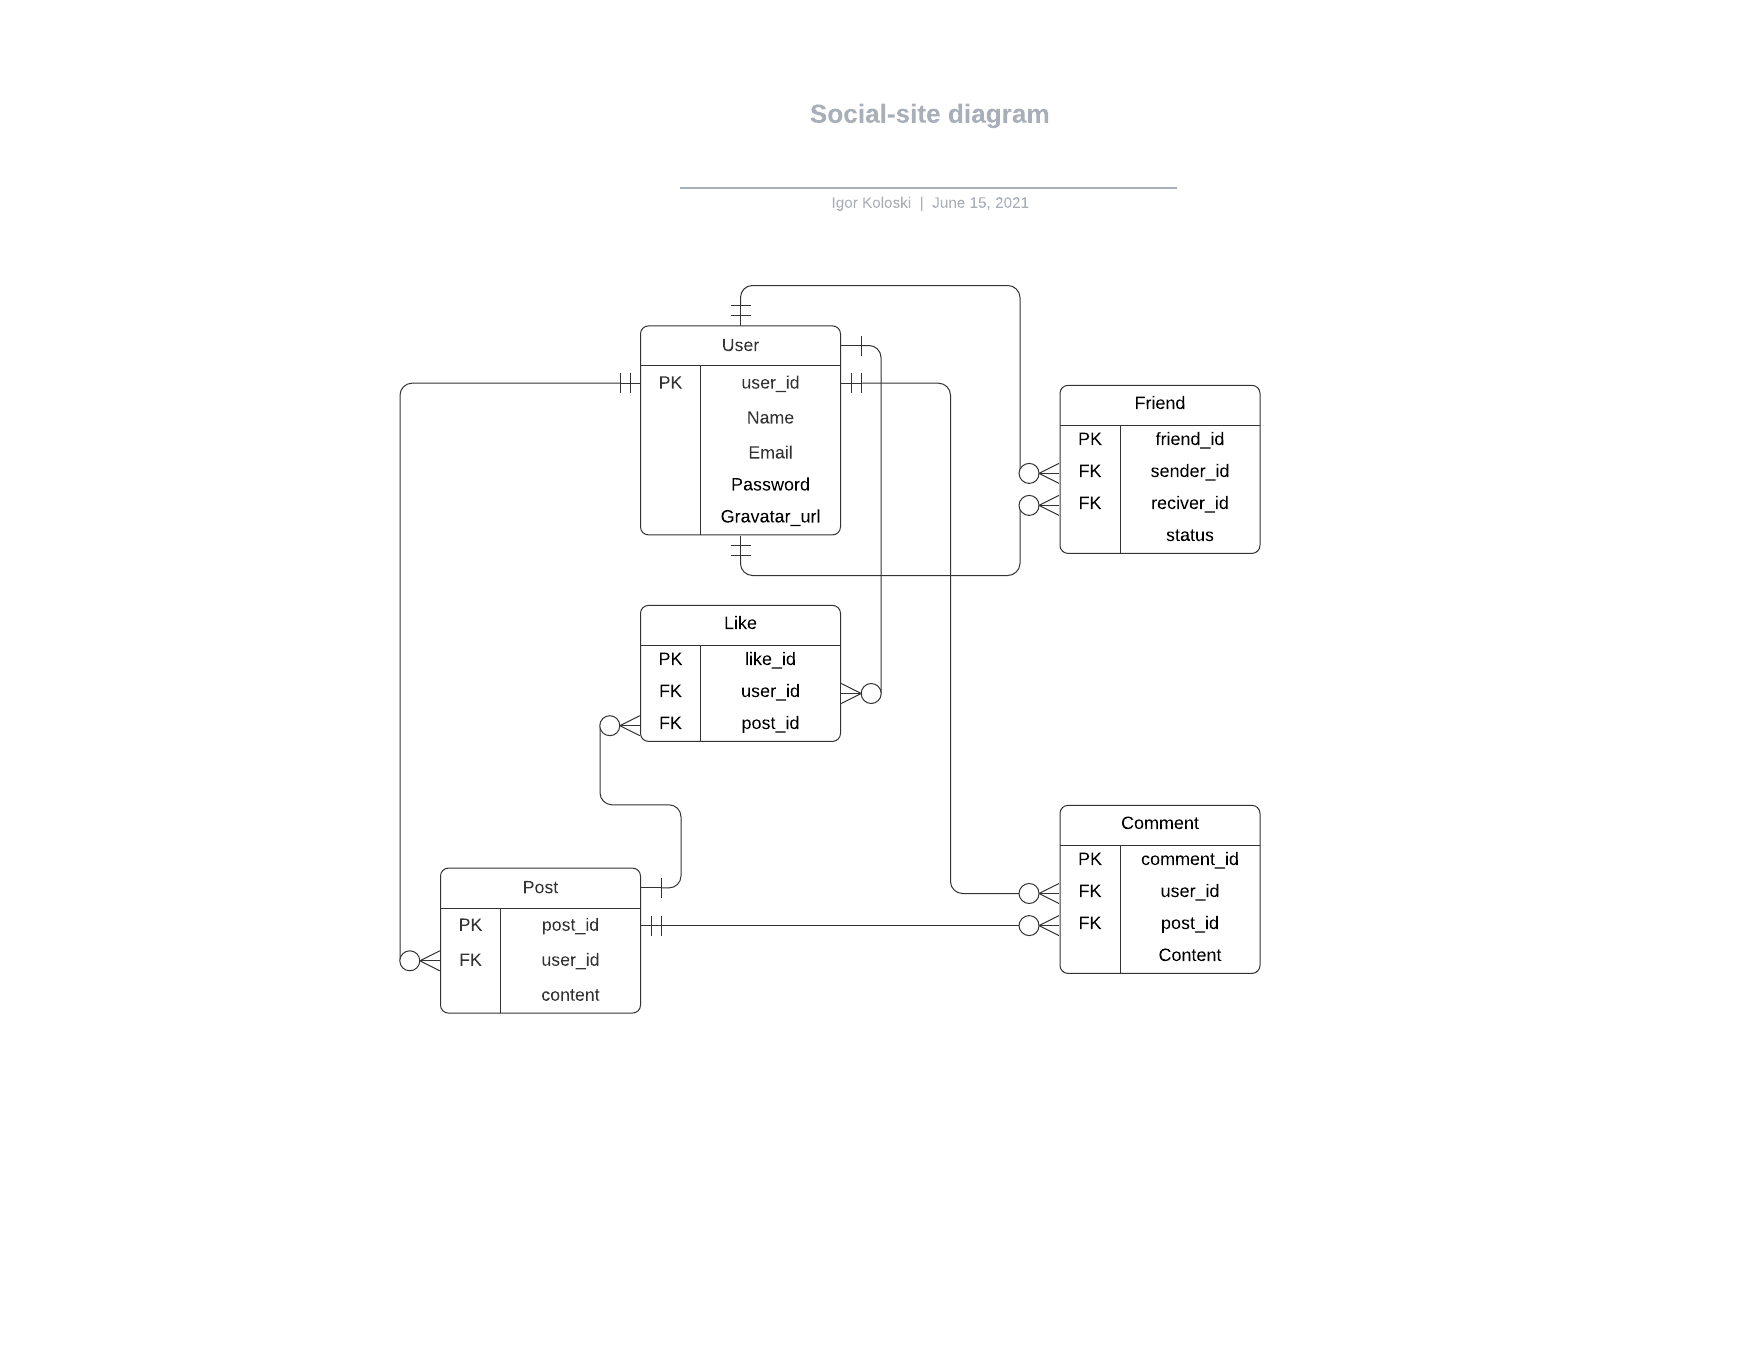 Social-site diagram
Igor Koloski | June 15, 2021
User
PK user_id
Name
Email
Password
Gravatar_url
Friend
PK friend_id
FK sender_id
FK reciver_id
status
Like
PK like_id
FK user_id
FK post_id
Comment
PK comment_id
FK user_id
FK post_id
Content
Post
PK post_id
FK user_id
content